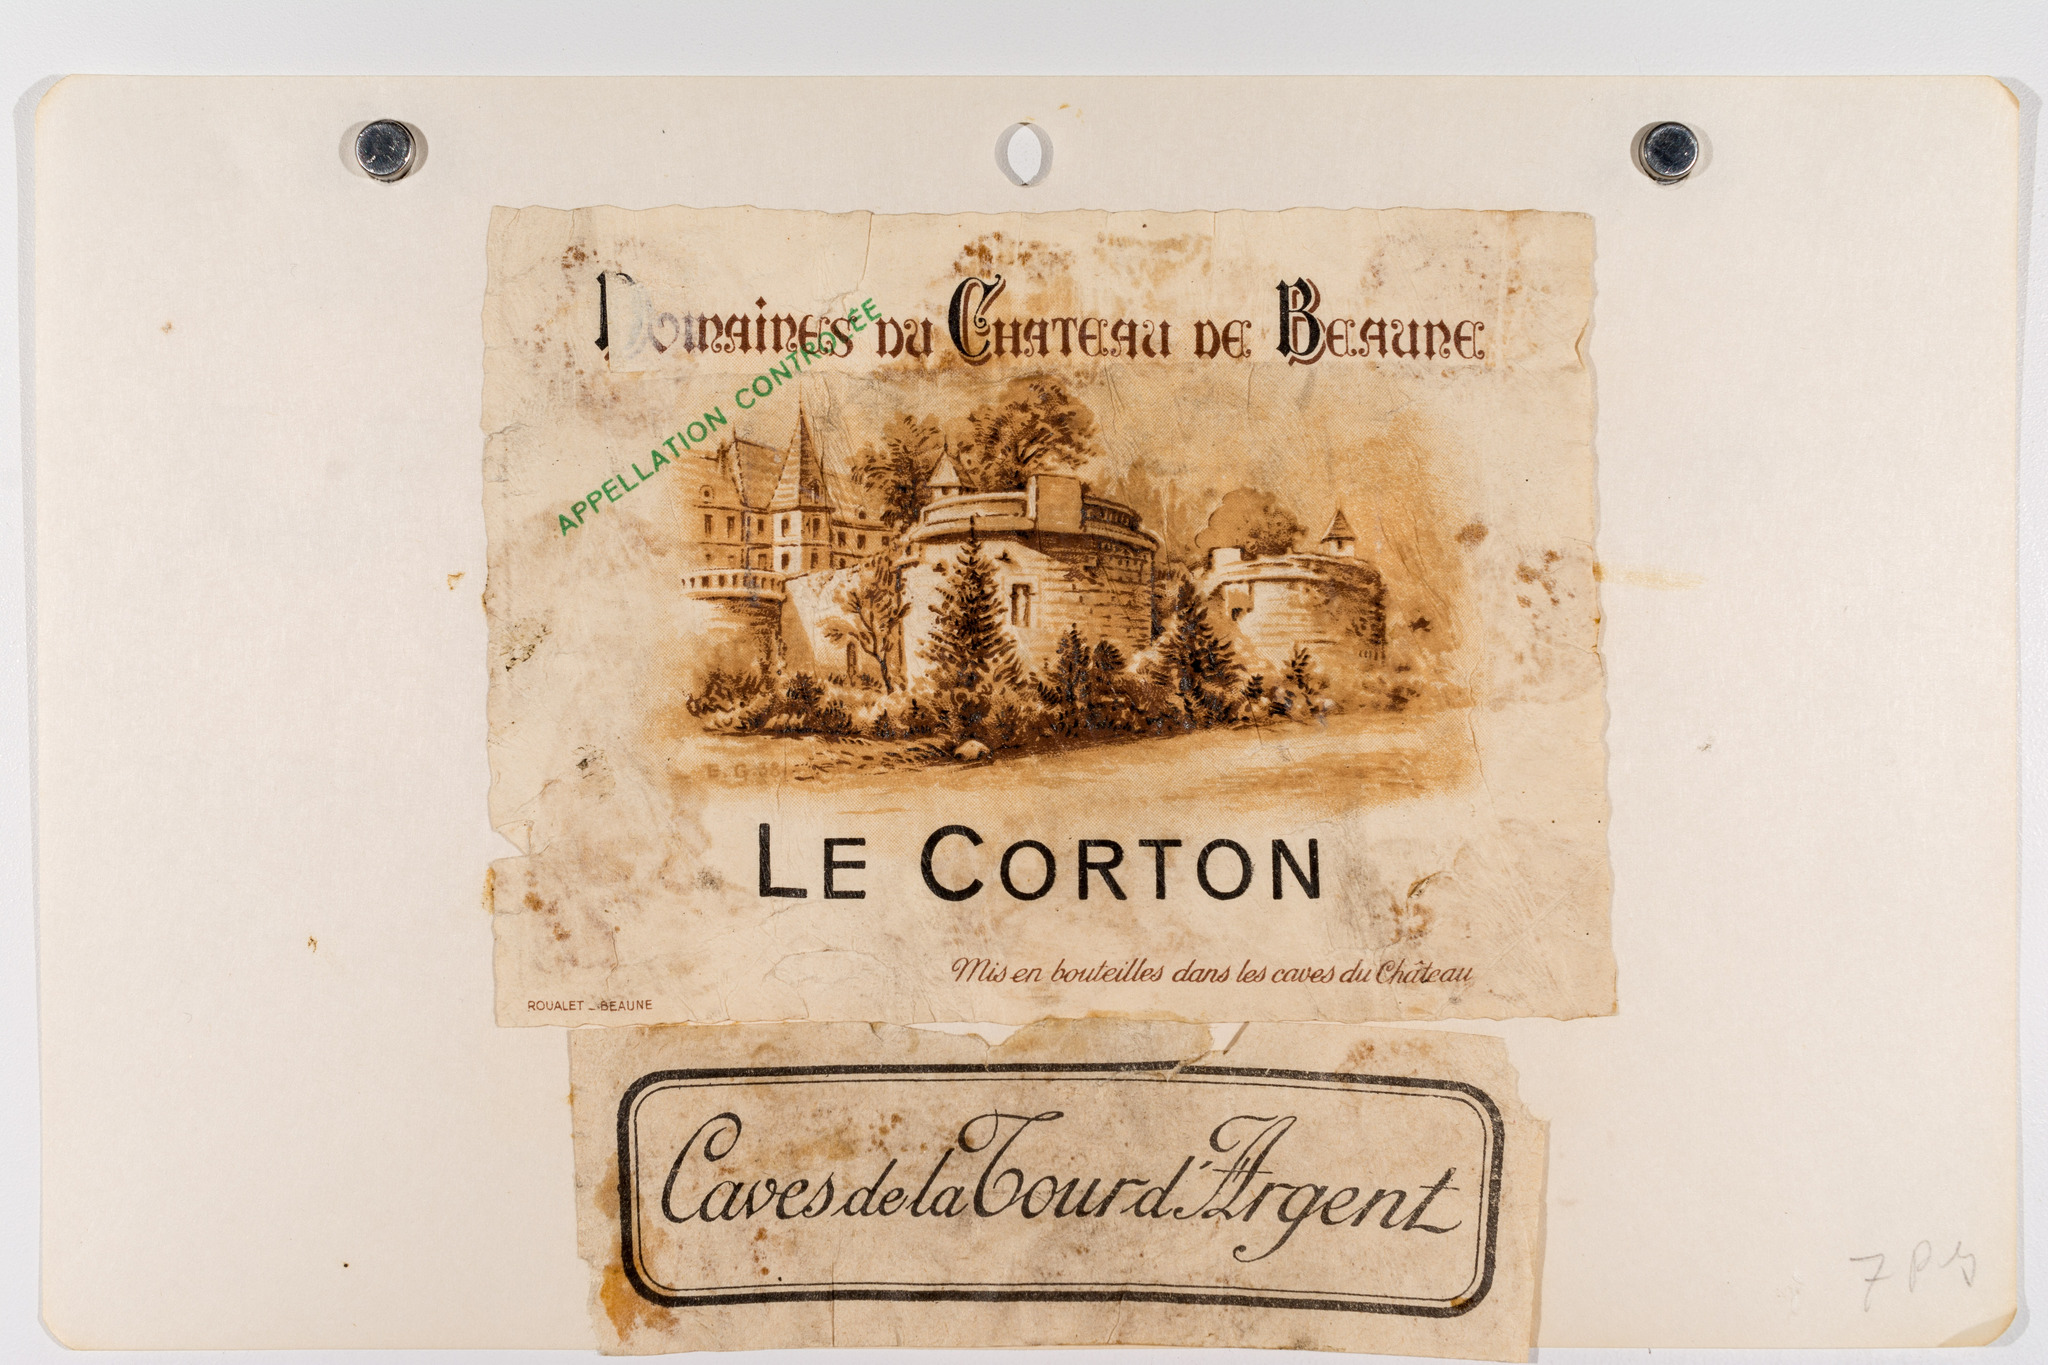 Domaines du Chateau de Beaune
APPELLATION CONTROLÉE
E. G. 38
LE CORTON
Mis en bouteilles dans les caves du Château
ROUALET _ BEAUNE
Caves de la Tour d'Argent